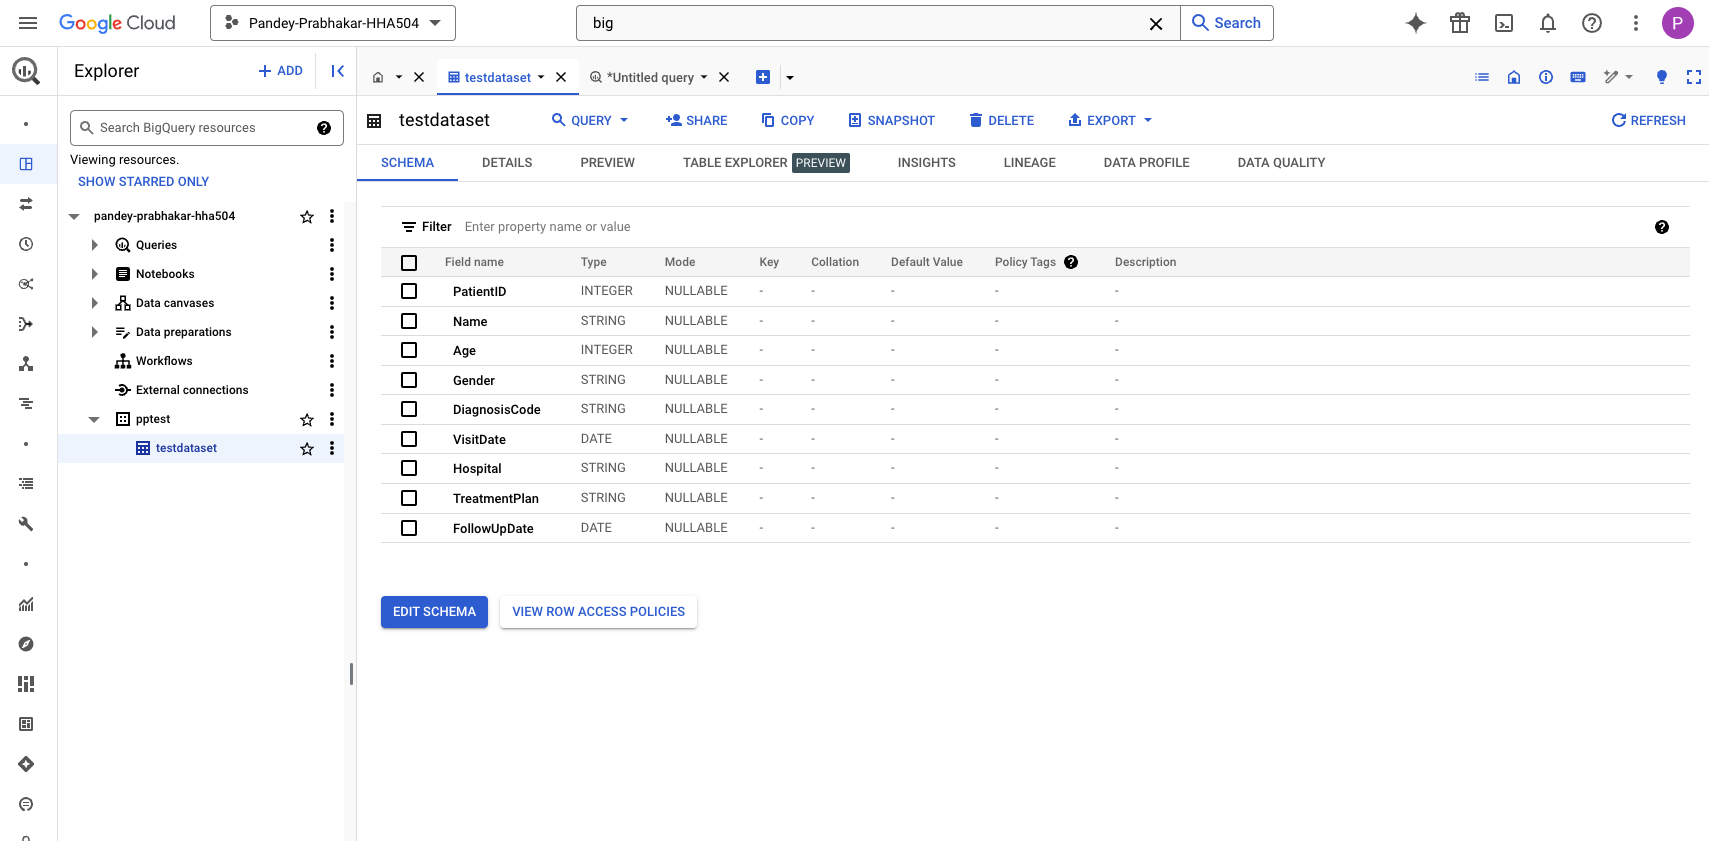 Google Cloud
Pandey-Prabhakar-HHA504
big
Search
P
Explorer
ADD
testdataset
*Untitled query
Search BigQuery resources
Viewing resources.
SHOW STARRED ONLY
pandey-prabhakar-hha504
Queries
Notebooks
Data canvases
Data preparations
Workflows
External connections
pptest
testdataset
testdataset
QUERY
SHARE
COPY
SNAPSHOT
DELETE
EXPORT
REFRESH
SCHEMA DETAILS PREVIEW TABLE EXPLORER PREVIEW INSIGHTS LINEAGE DATA PROFILE DATA QUALITY
Filter Enter property name or value
Field name Type Mode Key Collation Default Value Policy Tags Description
PatientID INTEGER NULLABLE - - - - -
Name STRING NULLABLE - - - - -
Age INTEGER NULLABLE - - - - -
Gender STRING NULLABLE - - - - -
DiagnosisCode STRING NULLABLE - - - - -
VisitDate DATE NULLABLE - - - - -
Hospital STRING NULLABLE - - - - -
TreatmentPlan STRING NULLABLE - - - - -
FollowUpDate DATE NULLABLE - - - - -
EDIT SCHEMA
VIEW ROW ACCESS POLICIES